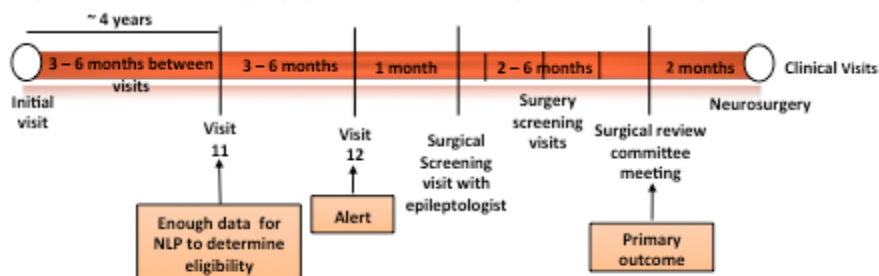 ~ 4 years
3 – 6 months between
visits
3 – 6 months
1 month
2 – 6 months
2 months
Clinical Visits
Initial
visit
Visit
11
Visit
12
Surgical
Screening
visit with
epileptologist
Surgery
screening
visits
Surgical review
committee
meeting
Neurosurgery
Enough data for
NLP to determine
eligibility
Alert
Primary
outcome